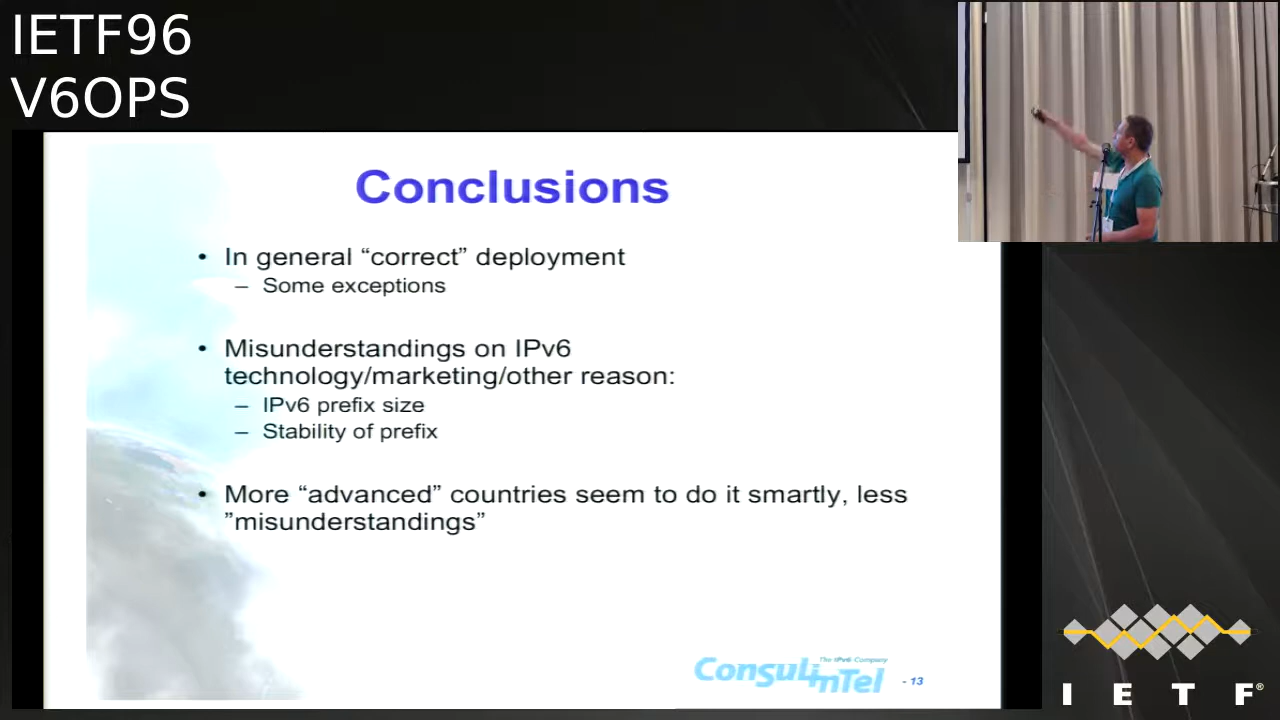 IETF96
V6OPS
Conclusions
• In general “correct” deployment
– Some exceptions
• Misunderstandings on IPv6
technology/marketing/other reason:
– IPv6 prefix size
– Stability of prefix
• More “advanced” countries seem to do it smartly, less
”misunderstandings”
The IPv6 Company
ConsulinTel
- 13
I E T F®